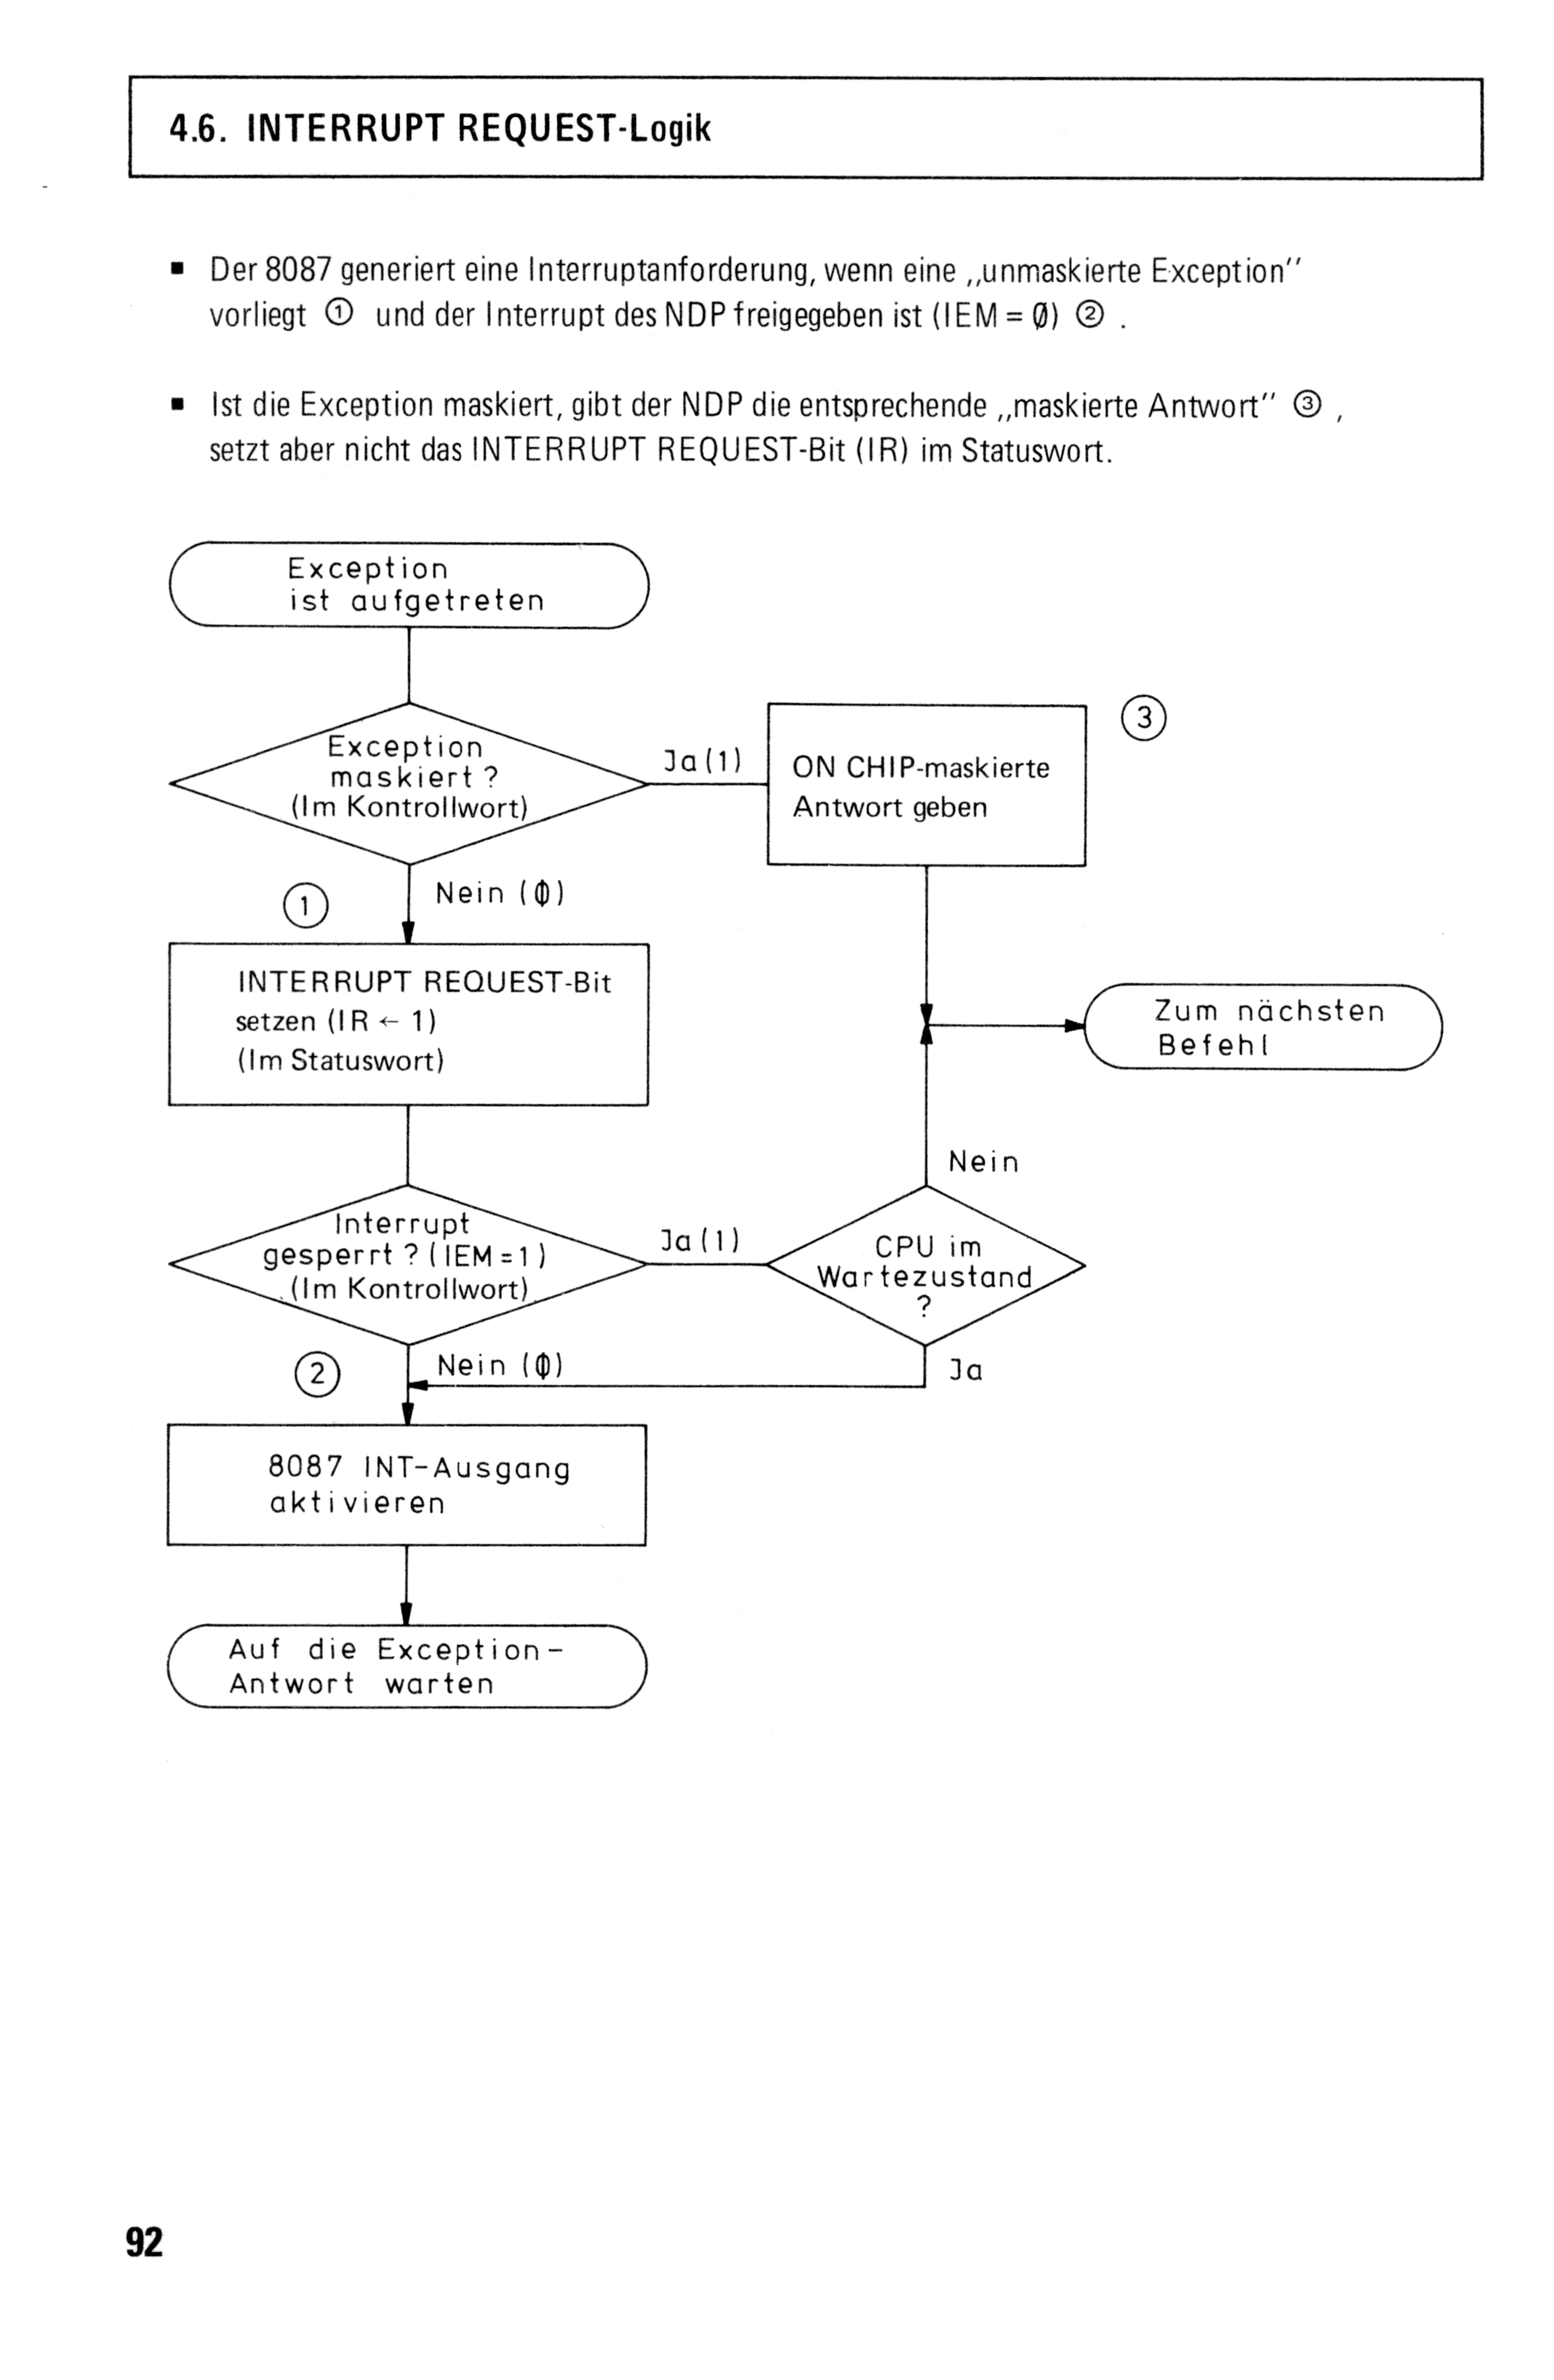 4.6. INTERRUPT REQUEST-Logik
▪ Der 8087 generiert eine Interruptanforderung, wenn eine „unmaskierte Exception''
vorliegt ① und der Interrupt des NDP freigegeben ist (IEM = Ø) ② .
▪ Ist die Exception maskiert, gibt der NDP die entsprechende „maskierte Antwort'' ③ ,
setzt aber nicht das INTERRUPT REQUEST-Bit (IR) im Statuswort.
Exception
ist aufgetreten
Exception
maskiert ?
(Im Kontrollwort)
Ja (1)
ON CHIP-maskierte
Antwort geben
③
①
Nein (Ø)
INTERRUPT REQUEST-Bit
setzen (IR ← 1)
(Im Statuswort)
Zum nächsten
Befehl
Nein
Interrupt
gesperrt ? (IEM = 1)
(Im Kontrollwort)
Ja (1)
CPU im
Wartezustand
?
②
Nein (Ø)
Ja
8087 INT-Ausgang
aktivieren
Auf die Exception-
Antwort warten
92